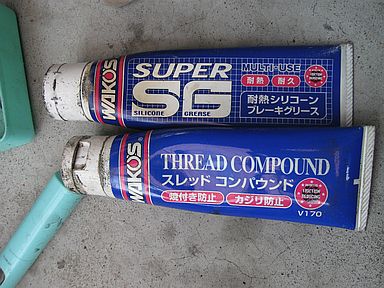 WAKO'S
SUPER
SG
SILICONE GREASE
MULTI-USE
耐熱 耐久
耐熱シリコーン
ブレーキグリース
WAKO'S
THREAD COMPOUND
スレッド コンパウンド
焼付き防止 カジリ防止
V170
FRICTION
REDUCING